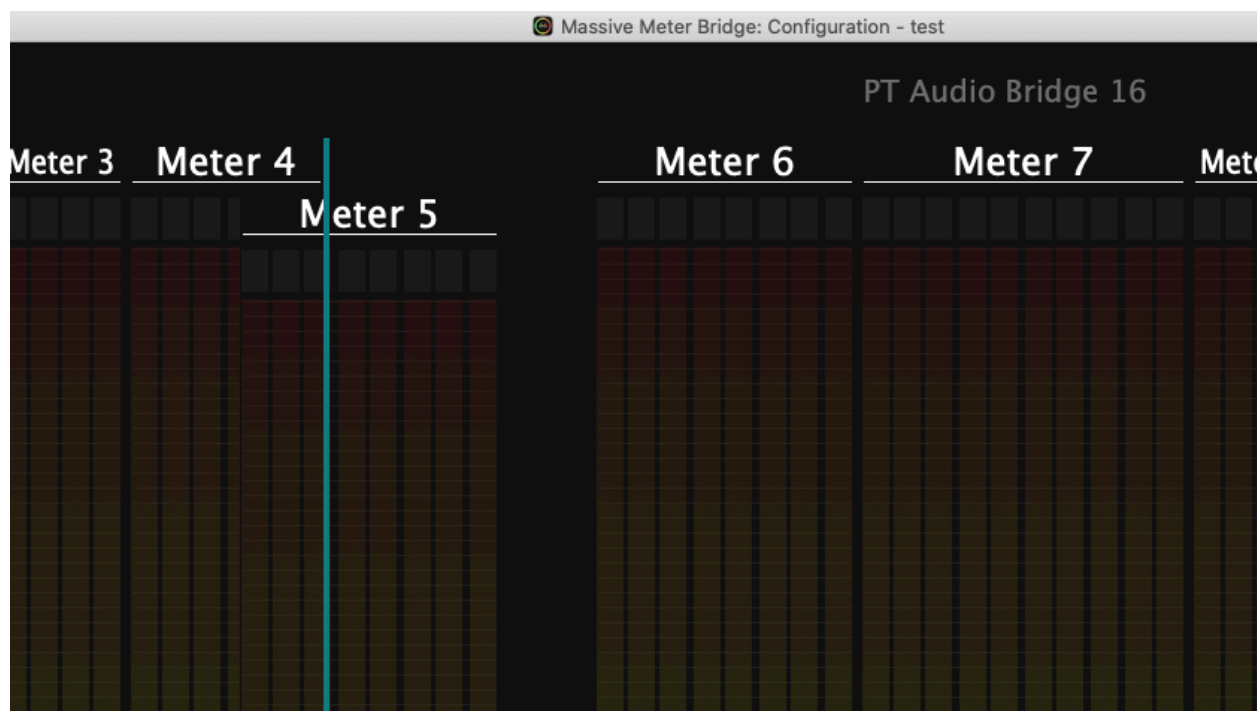 Massive Meter Bridge: Configuration - test
PT Audio Bridge 16
Meter 3 Meter 4 Meter 6 Meter 7
Meter 5